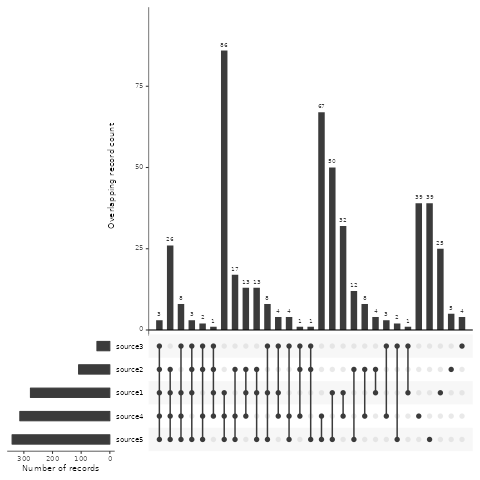 Overlapping record count
75
50
25
0
3 26 8 3 2 1 86 17 13 13 8 4 4 1 1 67 50 32 12 8 4 3 2 1 39 39 25 5 4
source3
source2
source1
source4
source5
300 200 100 0
Number of records